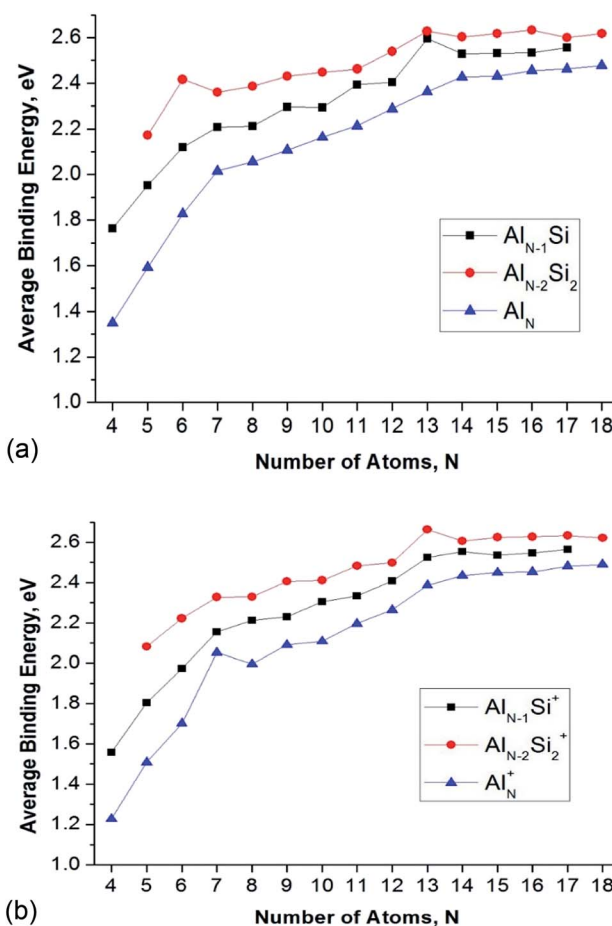 2.6
2.4
2.2
2.0
1.8
1.6
1.4
1.2
1.0
Average Binding Energy, eV
Al_{N-1}Si
Al_{N-2}Si_2
Al_N
4 5 6 7 8 9 10 11 12 13 14 15 16 17 18
(a)
Number of Atoms, N
2.6
2.4
2.2
2.0
1.8
1.6
1.4
1.2
1.0
Average Binding Energy, eV
Al_{N-1}Si^+
Al_{N-2}Si_2^+
Al_N^+
4 5 6 7 8 9 10 11 12 13 14 15 16 17 18
(b)
Number of Atoms, N